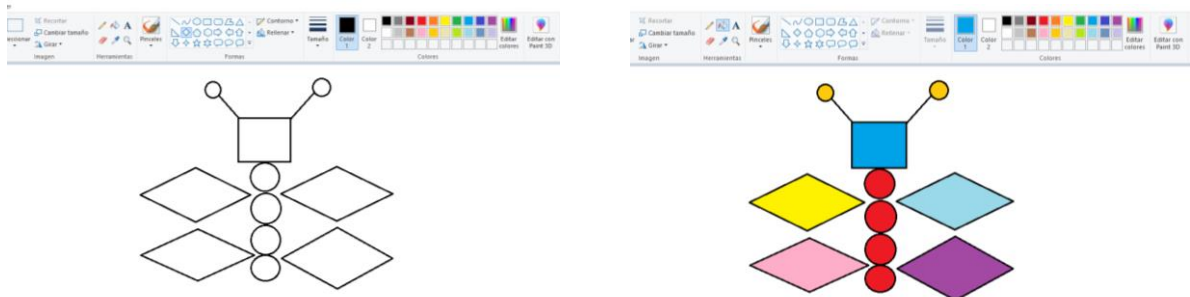 Recortar
Cambiar tamaño
Girar
Imagen
A
Herramientas
Pinceles
Contorno
Rellenar
Formas
Tamaño
Color 1
Color 2
Editar colores
Colores
Editar con Paint 3D
Recortar
Cambiar tamaño
Girar
Imagen
A
Herramientas
Pinceles
Contorno
Rellenar
Formas
Tamaño
Color 1
Color 2
Editar colores
Colores
Editar con Paint 3D